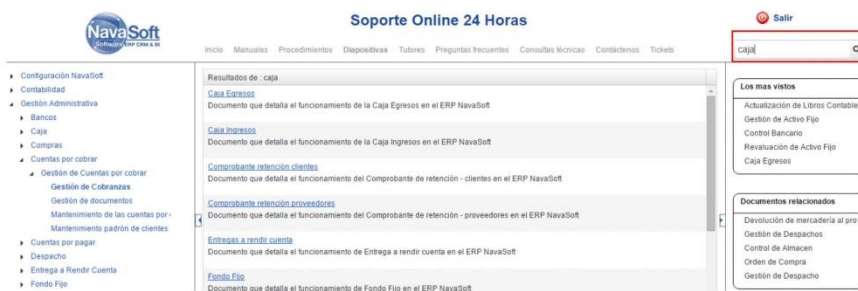 NavaSoft
Software ERP CRM & BI
Soporte Online 24 Horas
Salir
Inicio Manuales Procedimientos Diapositivas Tutores Preguntas frecuentes Consultas técnicas Contáctenos Tickets
caja
Configuración NavaSoft
Contabilidad
Gestión Administrativa
Bancos
Caja
Compras
Cuentas por cobrar
Gestión de Cuentas por cobrar
Gestión de Cobranzas
Gestión de documentos
Mantenimiento de las cuentas por
Mantenimiento padrón de clientes
Cuentas por pagar
Despacho
Entrega a Rendir Cuenta
Fondo Fijo
Resultados de : caja
Caja Egresos
Documento que detalla el funcionamiento de la Caja Egresos en el ERP NavaSoft
Caja Ingresos
Documento que detalla el funcionamiento de la Caja Ingresos en el ERP NavaSoft
Comprobante retención clientes
Documento que detalla el funcionamiento del Comprobante de retención - clientes en el ERP NavaSoft
Comprobante retención proveedores
Documento que detalla el funcionamiento del Comprobante de retención - proveedores en el ERP NavaSoft
Entregas a rendir cuenta
Documento que detalla el funcionamiento de Entrega a rendir cuenta en el ERP NavaSoft
Fondo Fijo
Documento que detalla el funcionamiento de Fondo Fijo en el ERP NavaSoft
Los mas vistos
Actualización de Libros Contable
Gestión de Activo Fijo
Control Bancario
Revaluación de Activo Fijo
Caja Egresos
Documentos relacionados
Devolución de mercadería al pro
Gestión de Despachos
Control de Almacen
Orden de Compra
Gestión de Despacho